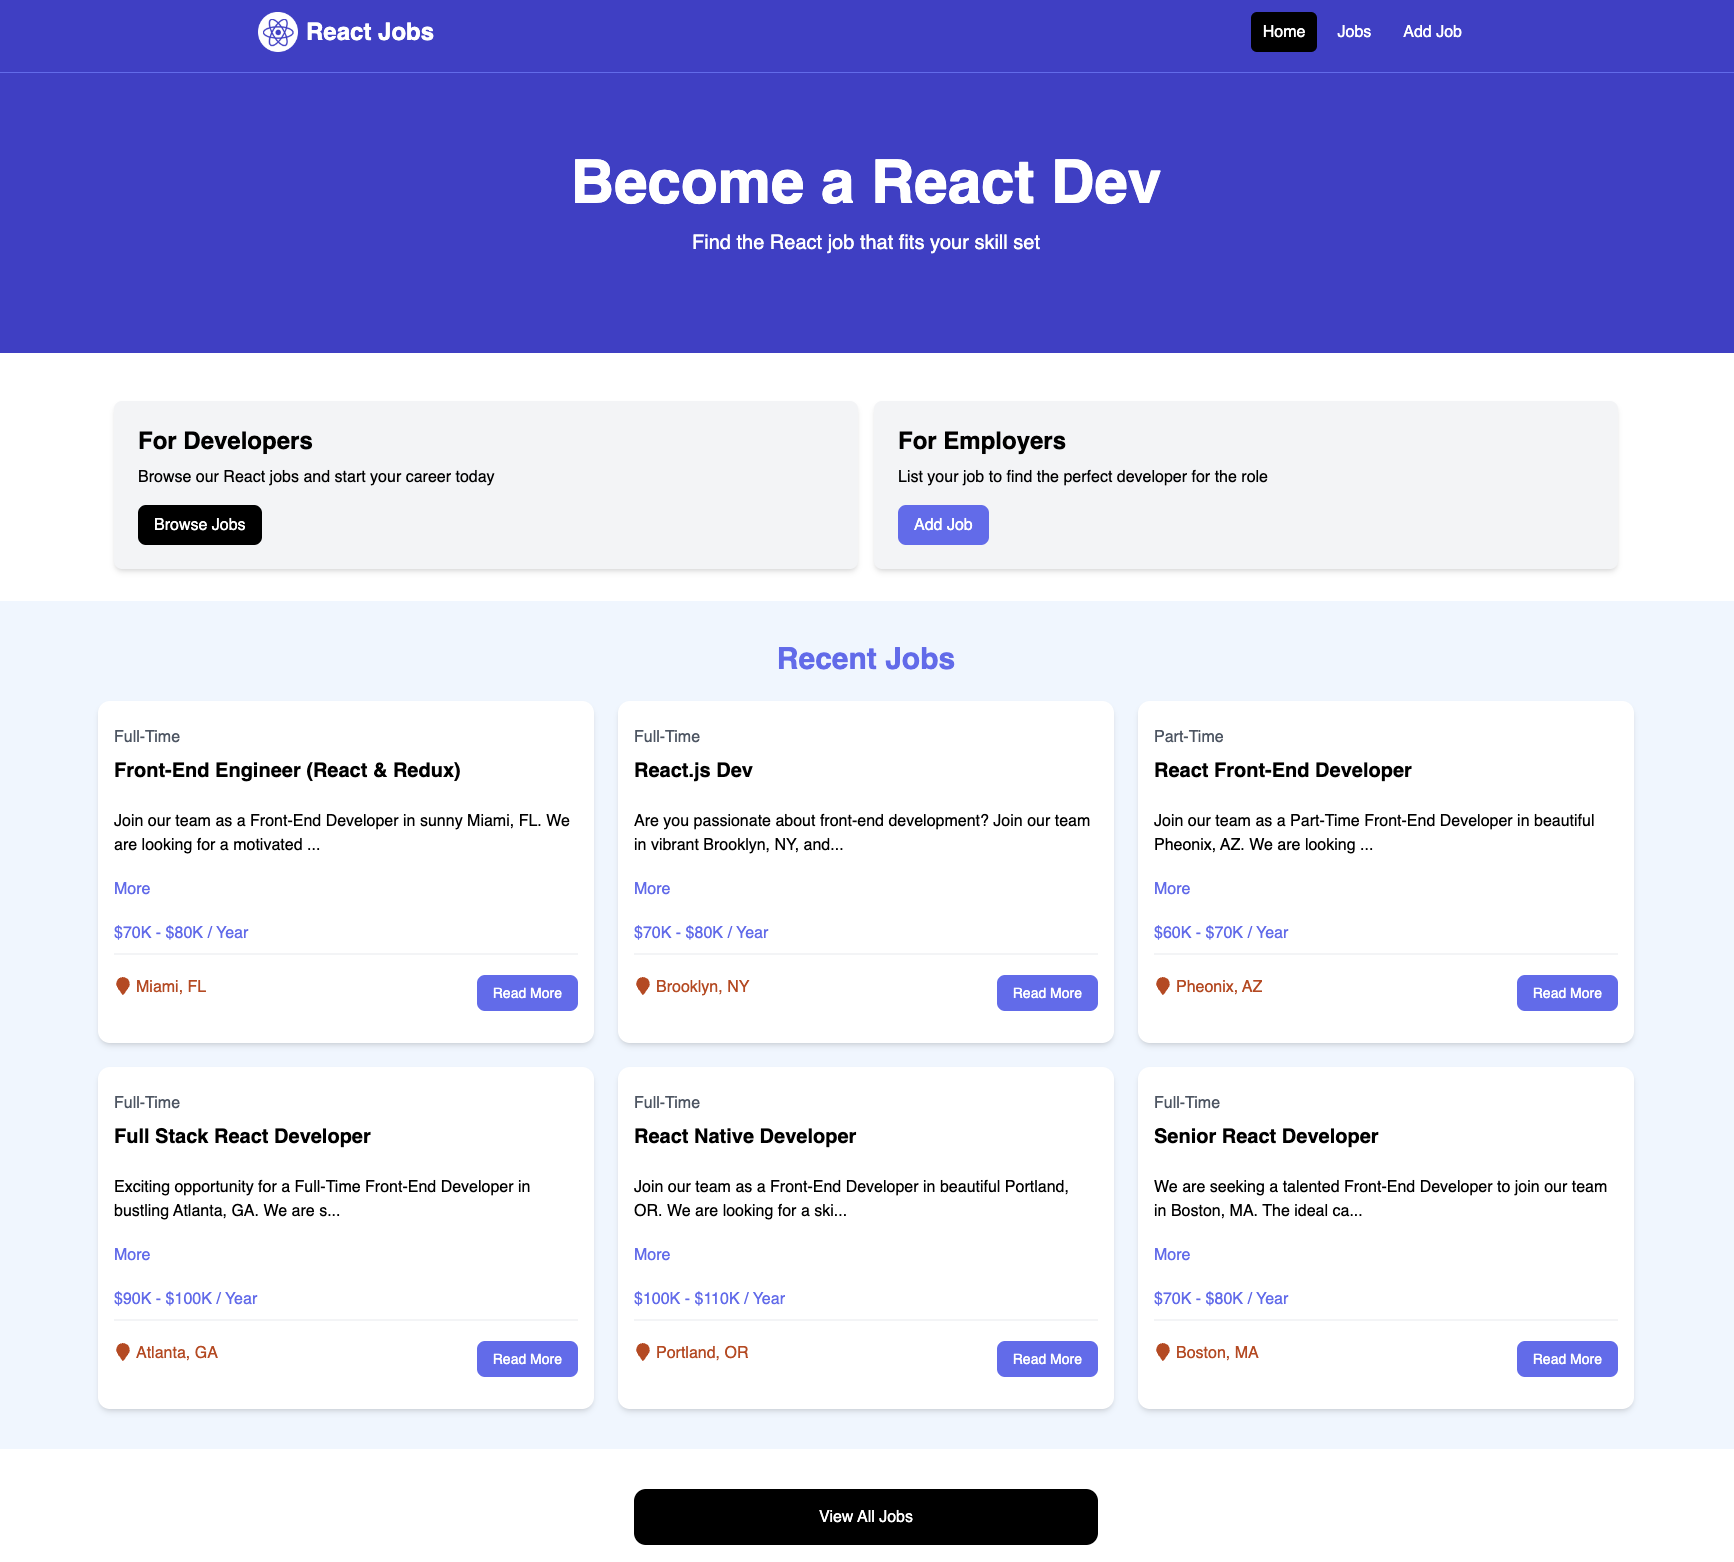 React Jobs
Home
Jobs
Add Job
Become a React Dev
Find the React job that fits your skill set
For Developers
Browse our React jobs and start your career today
Browse Jobs
For Employers
List your job to find the perfect developer for the role
Add Job
Recent Jobs
Full-Time
Front-End Engineer (React & Redux)
Join our team as a Front-End Developer in sunny Miami, FL. We
are looking for a motivated ...
More
$70K - $80K / Year
Miami, FL
Read More
Full-Time
React.js Dev
Are you passionate about front-end development? Join our team
in vibrant Brooklyn, NY, and...
More
$70K - $80K / Year
Brooklyn, NY
Read More
Part-Time
React Front-End Developer
Join our team as a Part-Time Front-End Developer in beautiful
Pheonix, AZ. We are looking ...
More
$60K - $70K / Year
Pheonix, AZ
Read More
Full-Time
Full Stack React Developer
Exciting opportunity for a Full-Time Front-End Developer in
bustling Atlanta, GA. We are s...
More
$90K - $100K / Year
Atlanta, GA
Read More
Full-Time
React Native Developer
Join our team as a Front-End Developer in beautiful Portland,
OR. We are looking for a ski...
More
$100K - $110K / Year
Portland, OR
Read More
Full-Time
Senior React Developer
We are seeking a talented Front-End Developer to join our team
in Boston, MA. The ideal ca...
More
$70K - $80K / Year
Boston, MA
Read More
View All Jobs